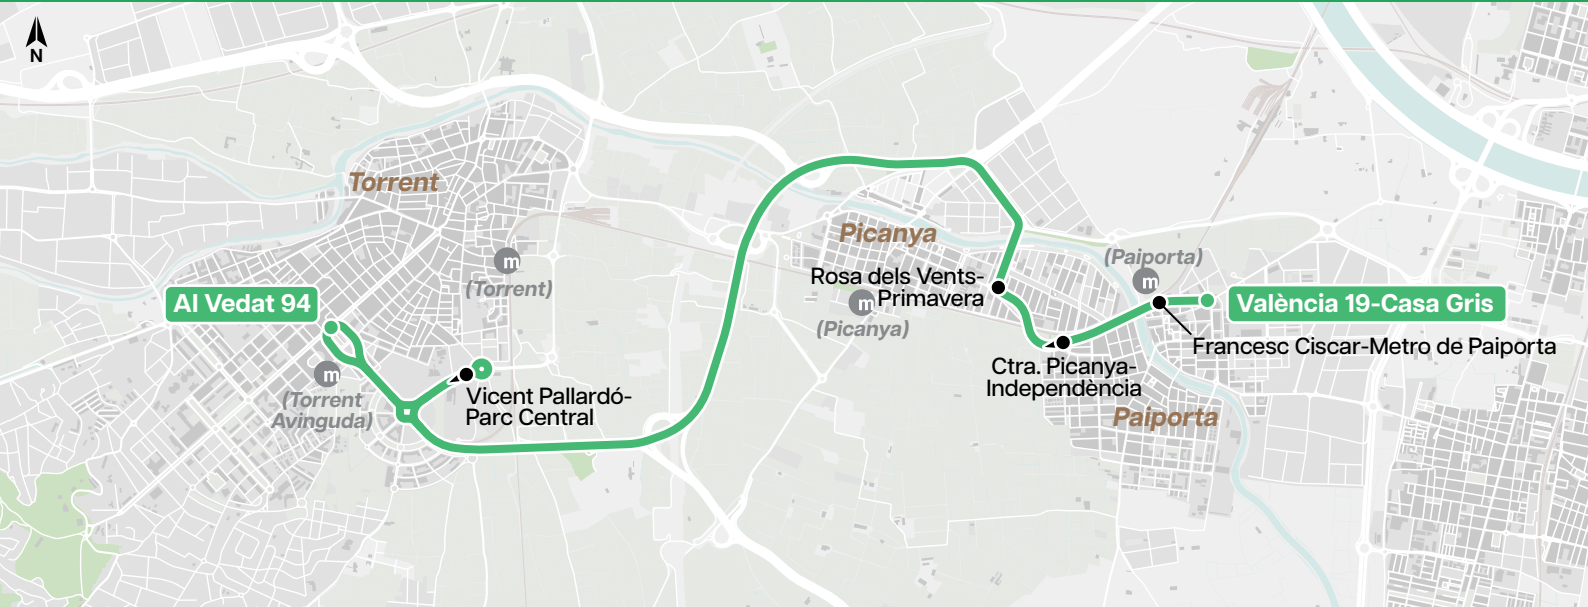 N
Torrent
m
(Torrent)
Al Vedat 94
m
(Torrent
Avinguda)
Vicent Pallardó-
Parc Central
Picanya
Rosa dels Vents-
Primavera
m
(Picanya)
(Paiporta)
m
València 19-Casa Gris
Francesc Ciscar-Metro de Paiporta
Ctra. Picanya-
Independència
Paiporta